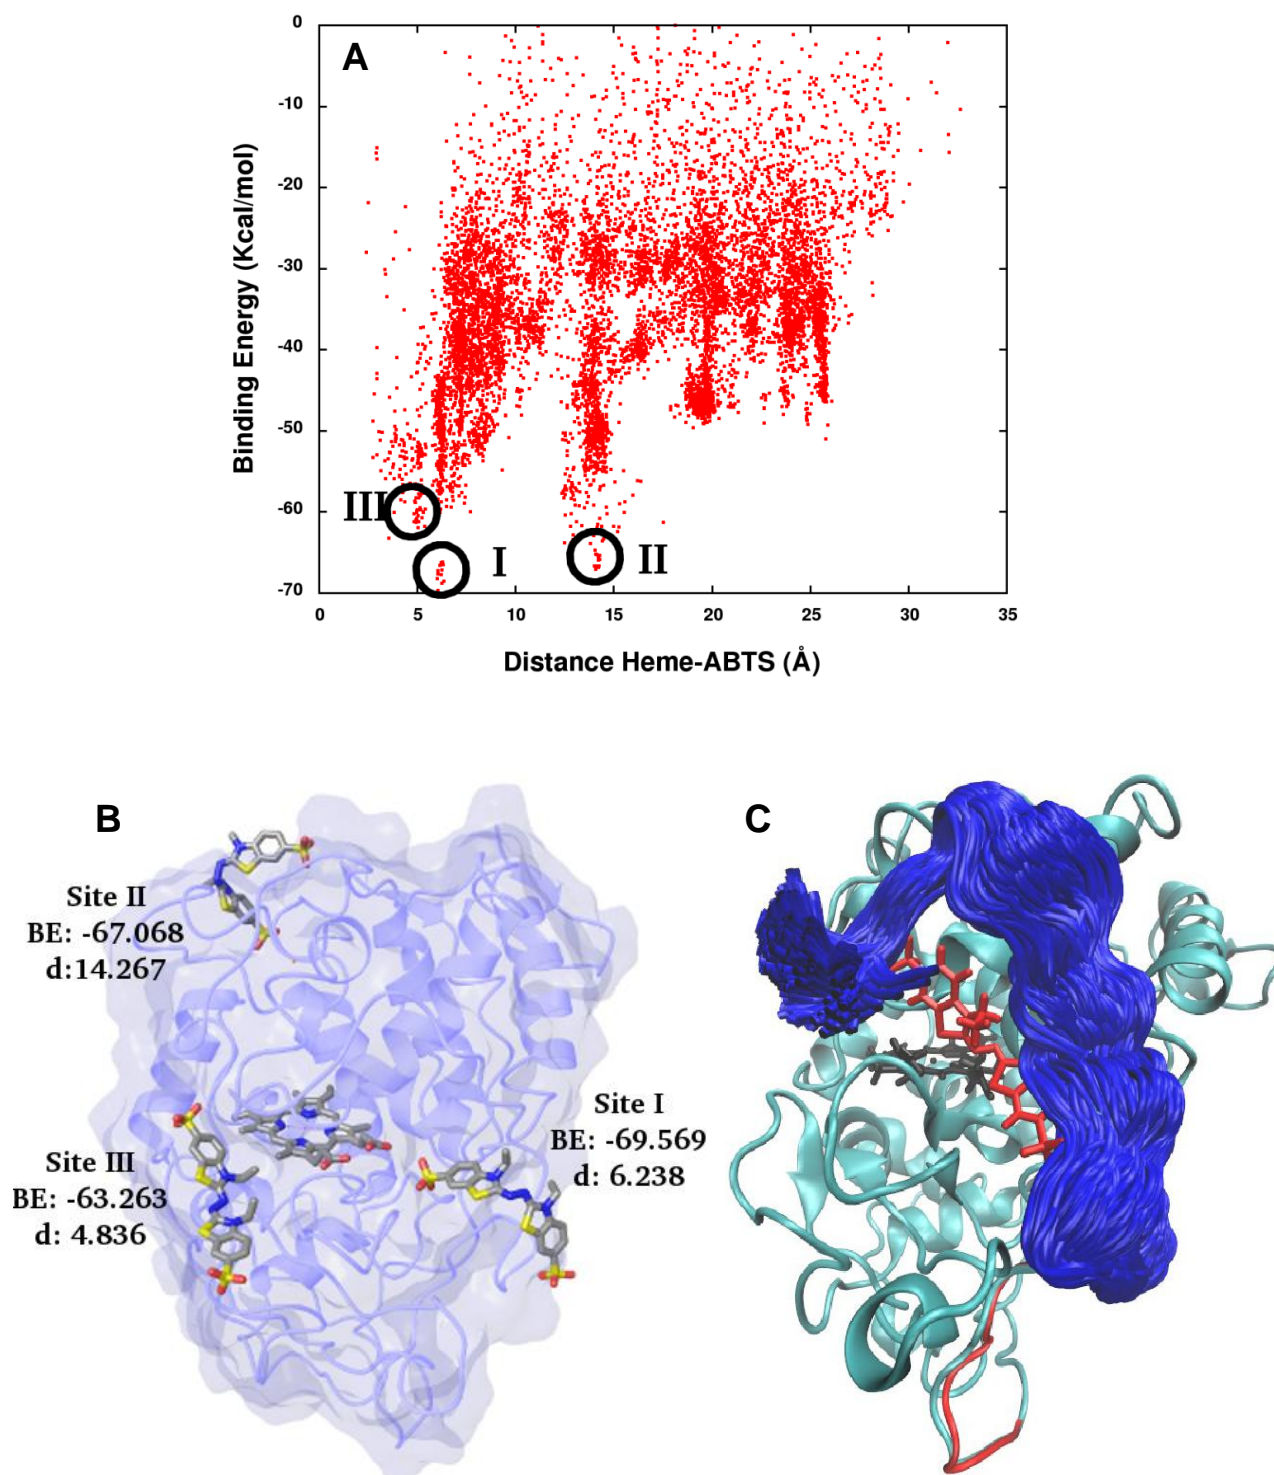 A
0
-10
-20
-30
-40
-50
-60
-70
Binding Energy (Kcal/mol)
III
I
II
0 5 10 15 20 25 30 35
Distance Heme-ABTS (Å)
B
Site II
BE: -67.068
d:14.267
Site I
BE: -69.569
d: 6.238
Site III
BE: -63.263
d: 4.836
C